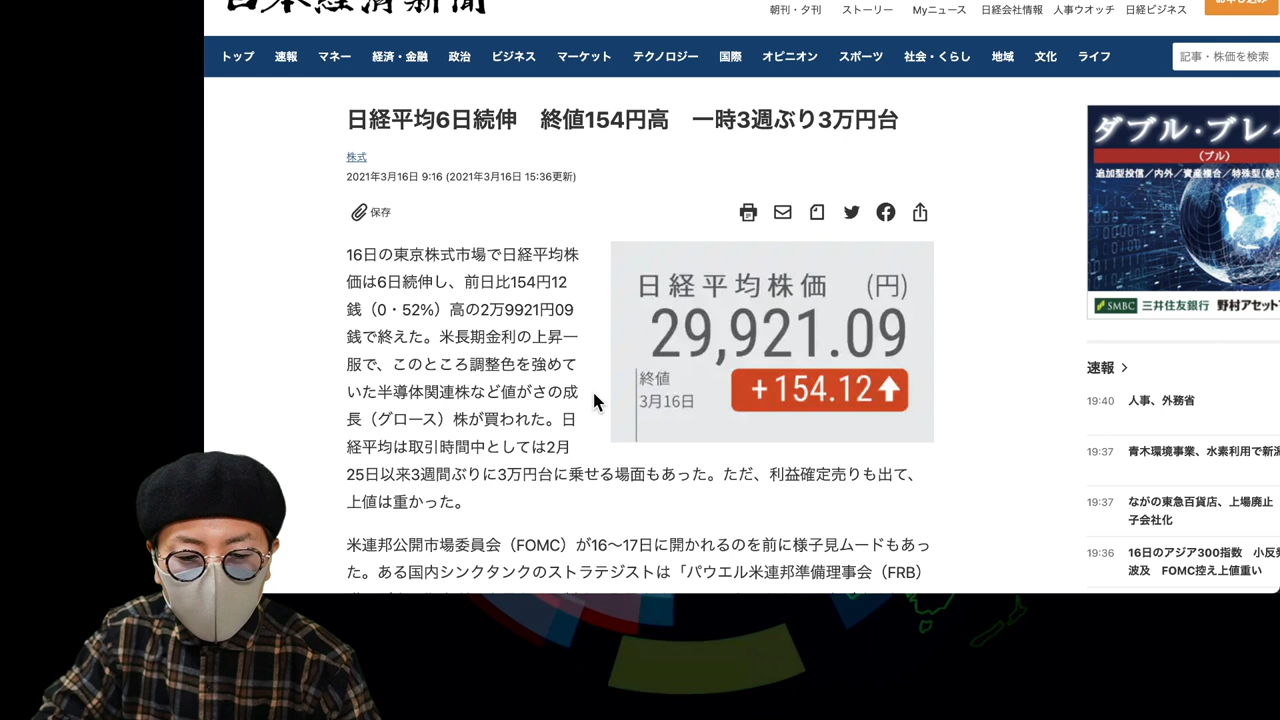 日本経済新聞
朝刊・夕刊 ストーリー Myニュース 日経会社情報 人事ウオッチ 日経ビジネス
トップ 速報 マネー 経済・金融 政治 ビジネス マーケット テクノロジー 国際 オピニオン スポーツ 社会・くらし 地域 文化 ライフ
記事・株価を検索
日経平均6日続伸 終値154円高 一時3週ぶり3万円台
株式
2021年3月16日 9:16 (2021年3月16日 15:36更新)
保存
16日の東京株式市場で日経平均株
価は6日続伸し、前日比154円12
銭（0・52%）高の2万9921円09
銭で終えた。米長期金利の上昇一
服で、このところ調整色を強めて
いた半導体関連株など値がさの成
長（グロース）株が買われた。日
経平均は取引時間中としては2月
25日以来3週間ぶりに3万円台に乗せる場面もあった。ただ、利益確定売りも出て、
上値は重かった。
米連邦公開市場委員会（FOMC）が16〜17日に開かれるのを前に様子見ムードもあっ
た。ある国内シンクタンクのストラテジストは「パウエル米連邦準備理事会（FRB）
日経平均株価 (円)
29,921.09
終値
3月16日
+154.12
ダブル・ブレイ
（ブル）
追加型投信／内外／資産複合／特殊型(絶対
SMBC 三井住友銀行 野村アセット
速報
19:40 人事、外務省
19:37 青木環境事業、水素利用で新潟
19:37 ながの東急百貨店、上場廃止
子会社化
19:36 16日のアジア300指数 小反発
波及 FOMC控え上値重い